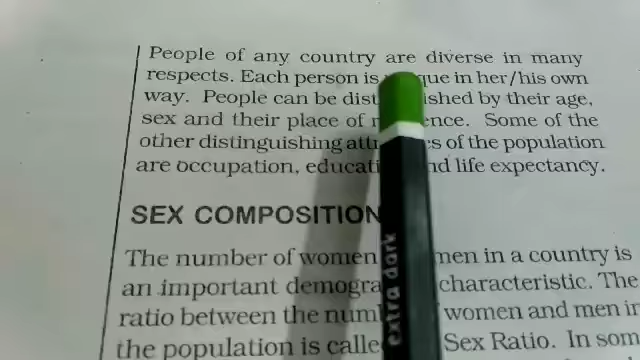 People of any country are diverse in many
respects. Each person is que in her/his own
way. People can be dist ished by their age,
sex and their place of r ence. Some of the
other distinguishing att s of the population
are occupation, educati nd life expectancy.
SEX COMPOSITION
The number of women men in a country is
an important demogra characteristic. The
ratio between the num women and men in
the population is calle Sex Ratio. In som
extra dark